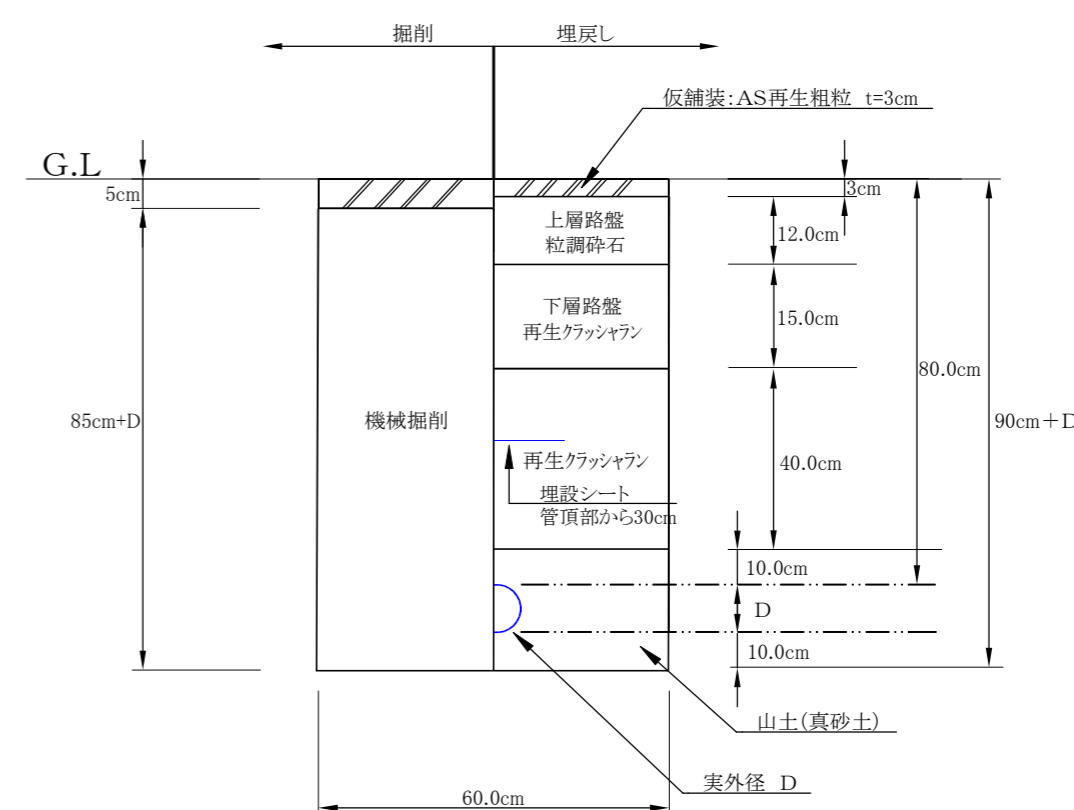 掘削
埋戻し
仮舗装:AS再生粗粒 t=3cm
G.L
5cm
3cm
上層路盤
粒調砕石
12.0cm
下層路盤
再生クラッシャラン
15.0cm
80.0cm
85cm+D
機械掘削
90cm+D
再生クラッシャラン
40.0cm
埋設シート
管頂部から30cm
10.0cm
D
10.0cm
山土(真砂土)
実外径 D
60.0cm